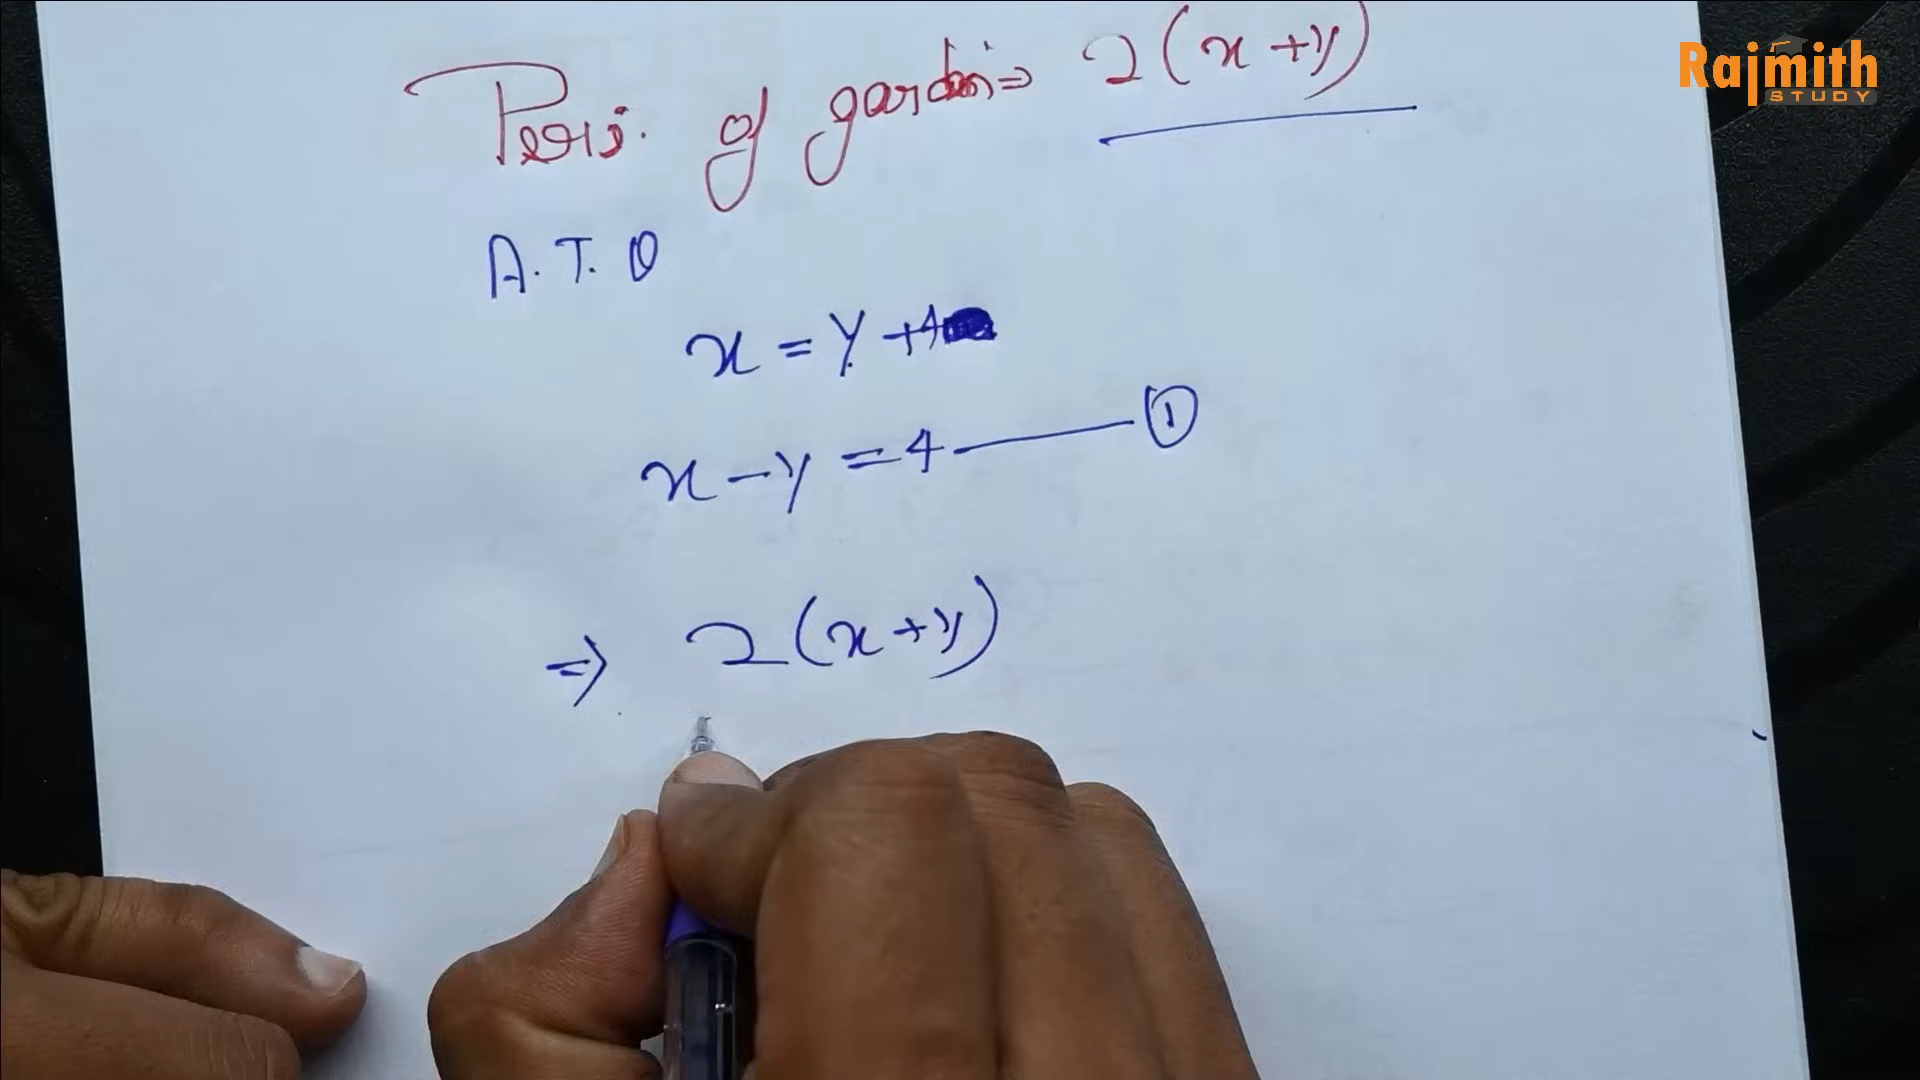 Peri. of garden ⇒ 2(x+y)
Rajmith
STUDY
A.T.Q
x = y + 4
x - y = 4 ——— ①
⇒ 2(x+y)